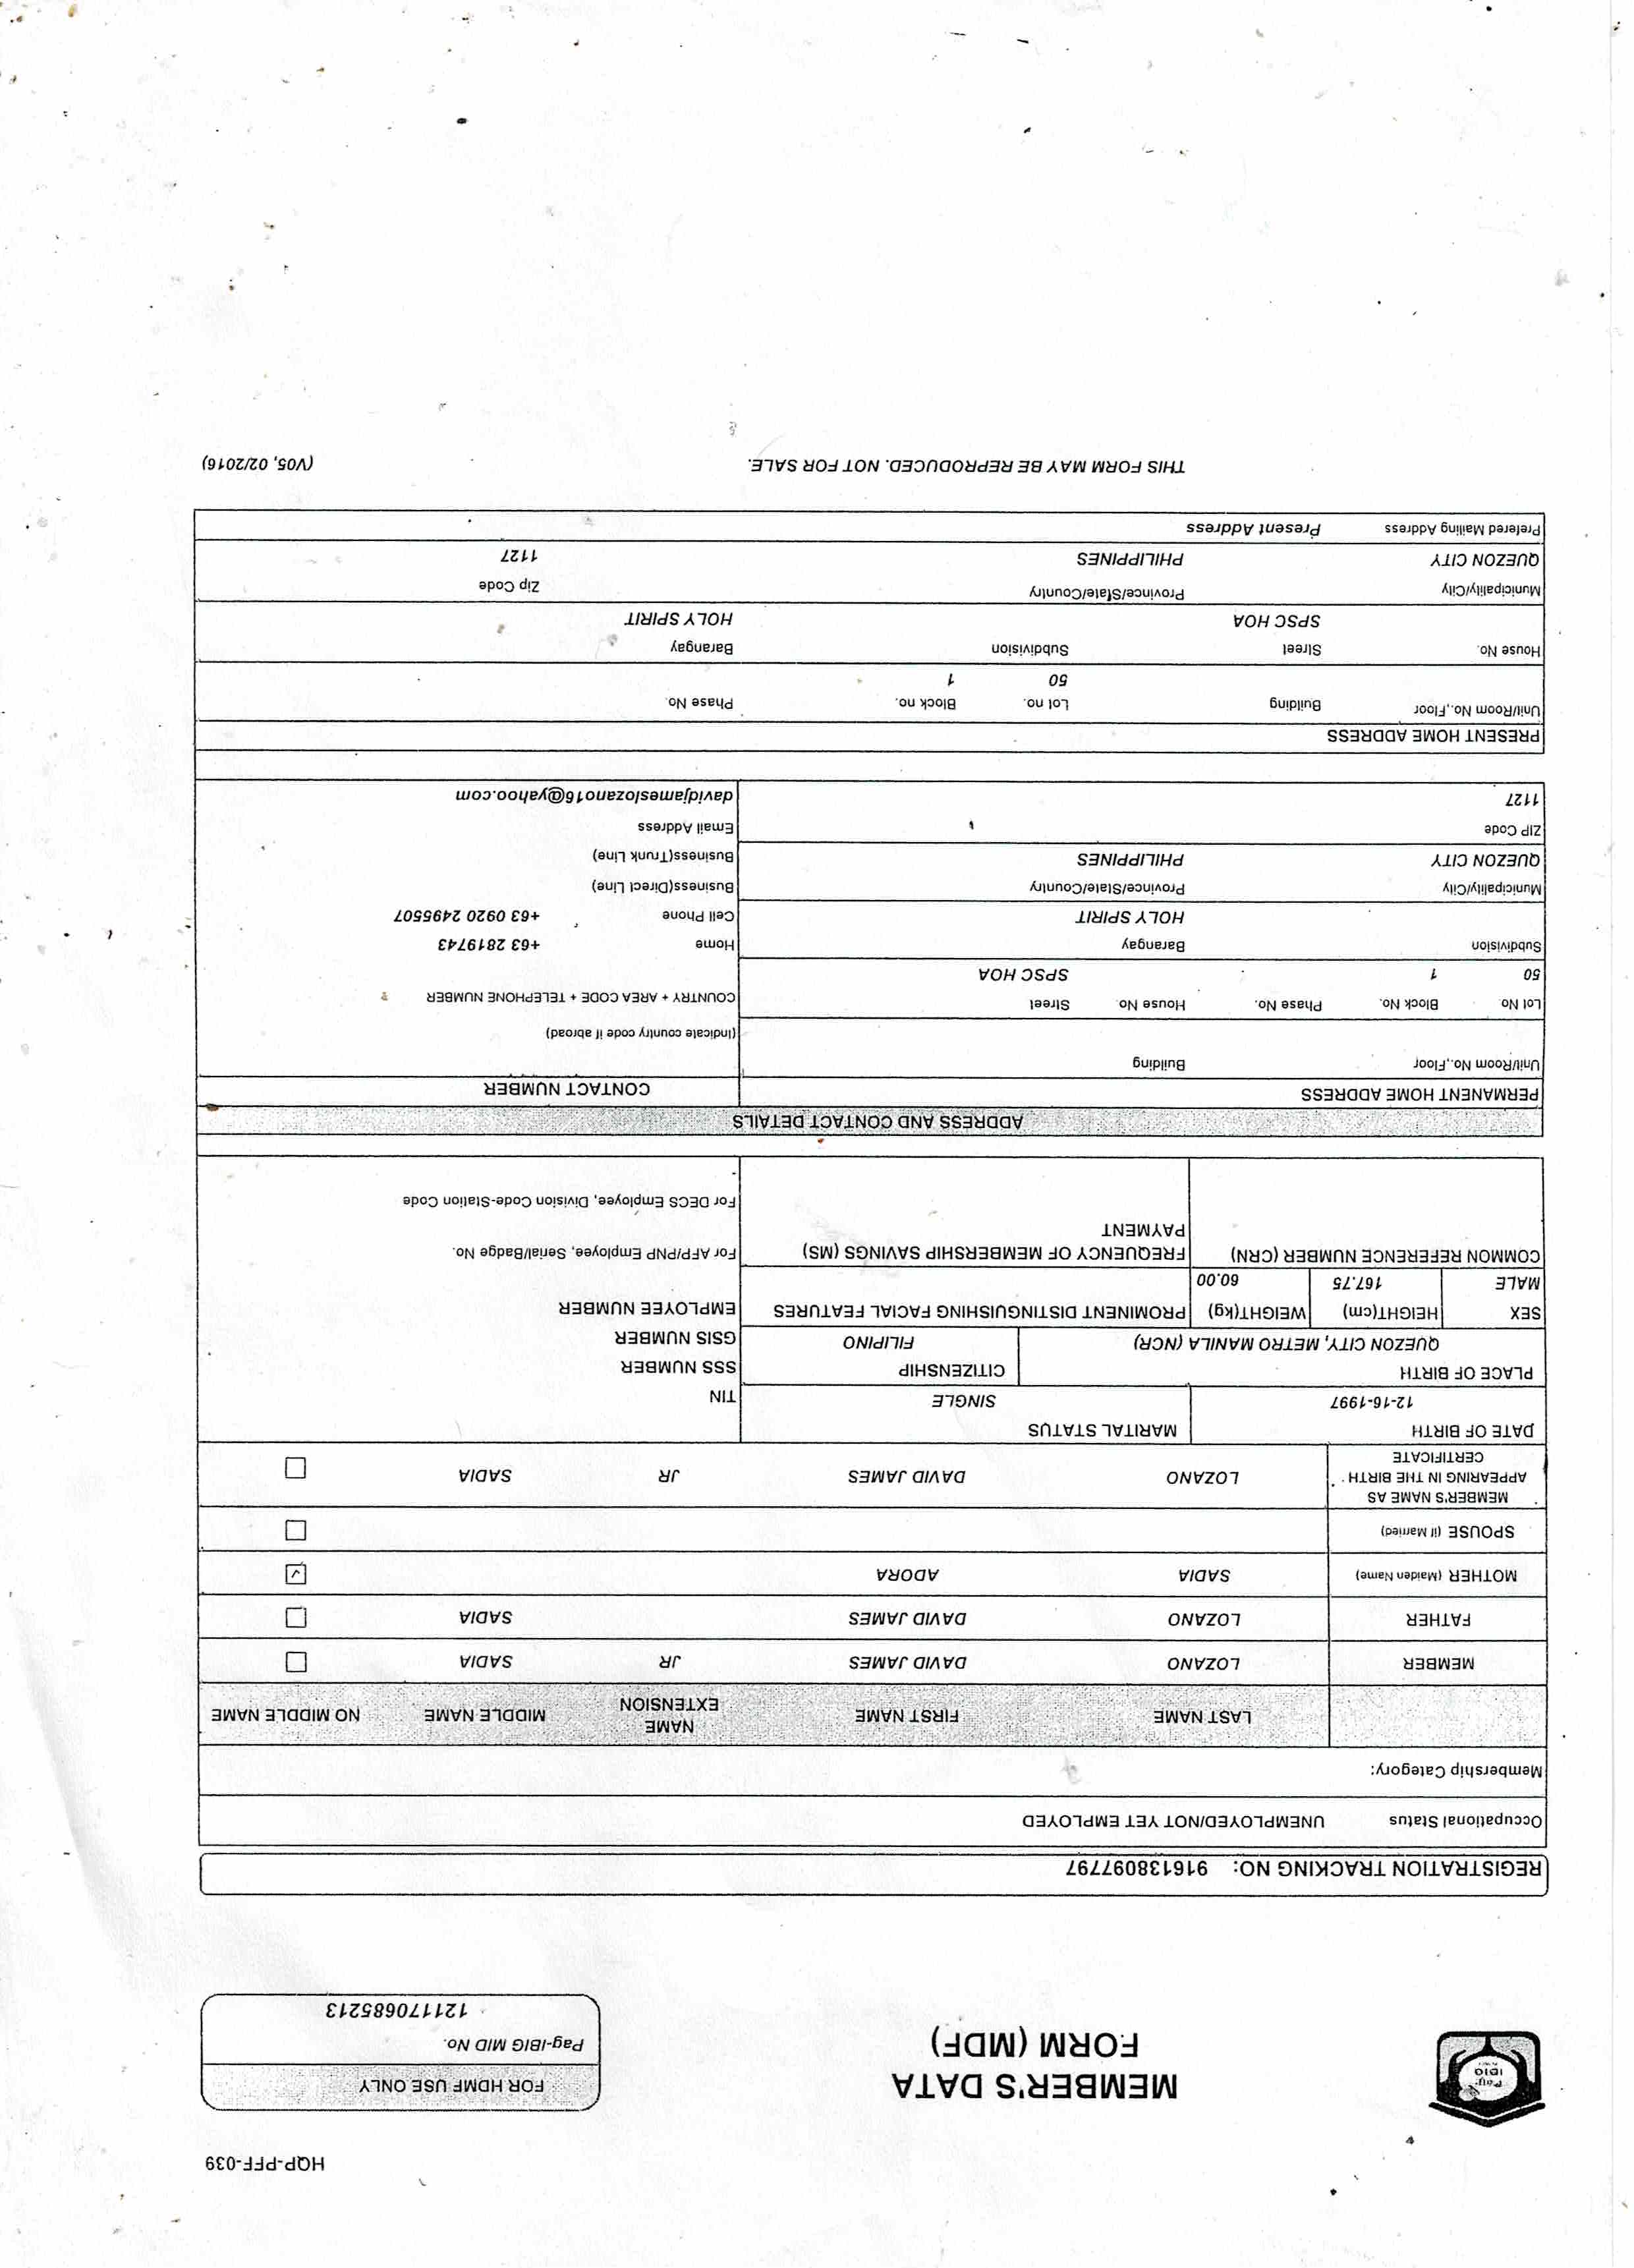 HQP-PFF-039
MEMBER'S DATA
FORM (MDF)
FOR HDMF USE ONLY
Pag-IBIG MID No.
121170685213
REGISTRATION TRACKING NO: 916138097797
Occupational Status UNEMPLOYED/NOT YET EMPLOYED
Membership Category:
LAST NAME FIRST NAME NAME EXTENSION MIDDLE NAME NO MIDDLE NAME
MEMBER LOZANO DAVID JAMES JR SADIA
FATHER LOZANO DAVID JAMES SADIA
MOTHER (Maiden Name) SADIA ADORA
SPOUSE (if Married)
MEMBER'S NAME AS
APPEARING IN THE BIRTH
CERTIFICATE
LOZANO DAVID JAMES JR SADIA
DATE OF BIRTH MARITAL STATUS
12-16-1997 SINGLE
TIN
PLACE OF BIRTH CITIZENSHIP
QUEZON CITY, METRO MANILA (NCR) FILIPINO
SSS NUMBER
GSIS NUMBER
SEX HEIGHT(cm) WEIGHT(kg) PROMINENT DISTINGUISHING FACIAL FEATURES
MALE 167.75 60.00
EMPLOYEE NUMBER
COMMON REFERENCE NUMBER (CRN) FREQUENCY OF MEMBERSHIP SAVINGS (MS)
PAYMENT
For AFP/PNP Employee, Serial/Badge No.
For DECS Employee, Division Code-Station Code
ADDRESS AND CONTACT DETAILS
PERMANENT HOME ADDRESS CONTACT NUMBER
Unit/Room No.,Floor Building
(Indicate country code if abroad)
Lot No Block No. Phase No. House No Street
COUNTRY + AREA CODE + TELEPHONE NUMBER
50 1 SPSC HOA
Subdivision Barangay
Home +63 2819743
HOLY SPIRIT
Cell Phone +63 0920 2495507
Municipality/City Province/State/Country
Business(Direct Line)
QUEZON CITY PHILIPPINES
Business(Trunk Line)
ZIP Code
Email Address
1127
davidjameslozano16@yahoo.com
PRESENT HOME ADDRESS
Unit/Room No.,Floor Building Lot no. Block no. Phase No.
50 1
House No. Street Subdivision Barangay
SPSC HOA HOLY SPIRIT
Municipality/City Province/State/Country Zip Code
QUEZON CITY PHILIPPINES 1127
Prefered Mailing Address Present Address
THIS FORM MAY BE REPRODUCED. NOT FOR SALE.
(V05, 02/2016)